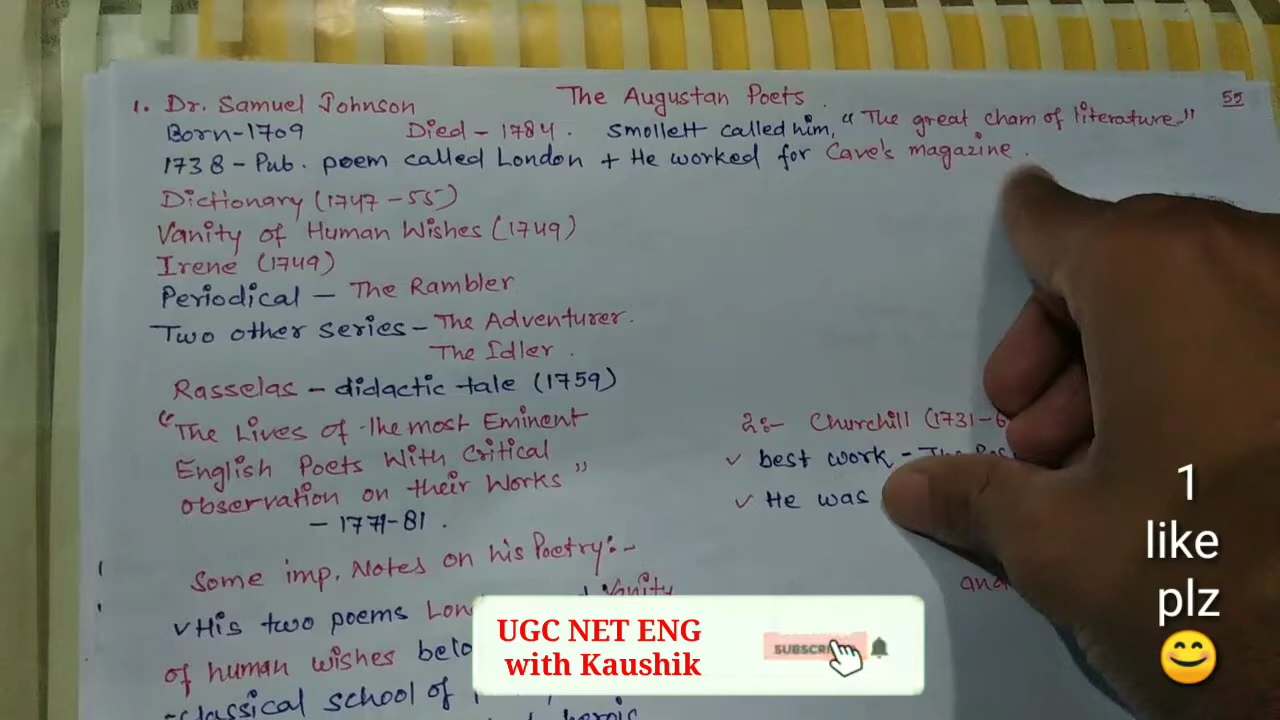 The Augustan Poets.
55
1. Dr. Samuel Johnson
Born-1709 Died - 1784. Smollett called him, "The great cham of literature."
1738 - Pub. poem called London + He worked for Cave's magazine.
Dictionary (1747-55)
Vanity of Human Wishes (1749)
Irene (1749)
Periodical - The Rambler
Two other series - The Adventurer.
The Idler.
Rasselas - didactic tale (1759)
"The Lives of the most Eminent
English Poets With Critical
observation on their Works"
- 1771-81.
Some imp. Notes on his Poetry:-
✓His two poems Vanity
of human wishes
-classical school of
heroic
2:- Churchill (1731-
✓ best work -
✓ He was
and
UGC NET ENG
with Kaushik
SUBSCR
1
like
plz
😊